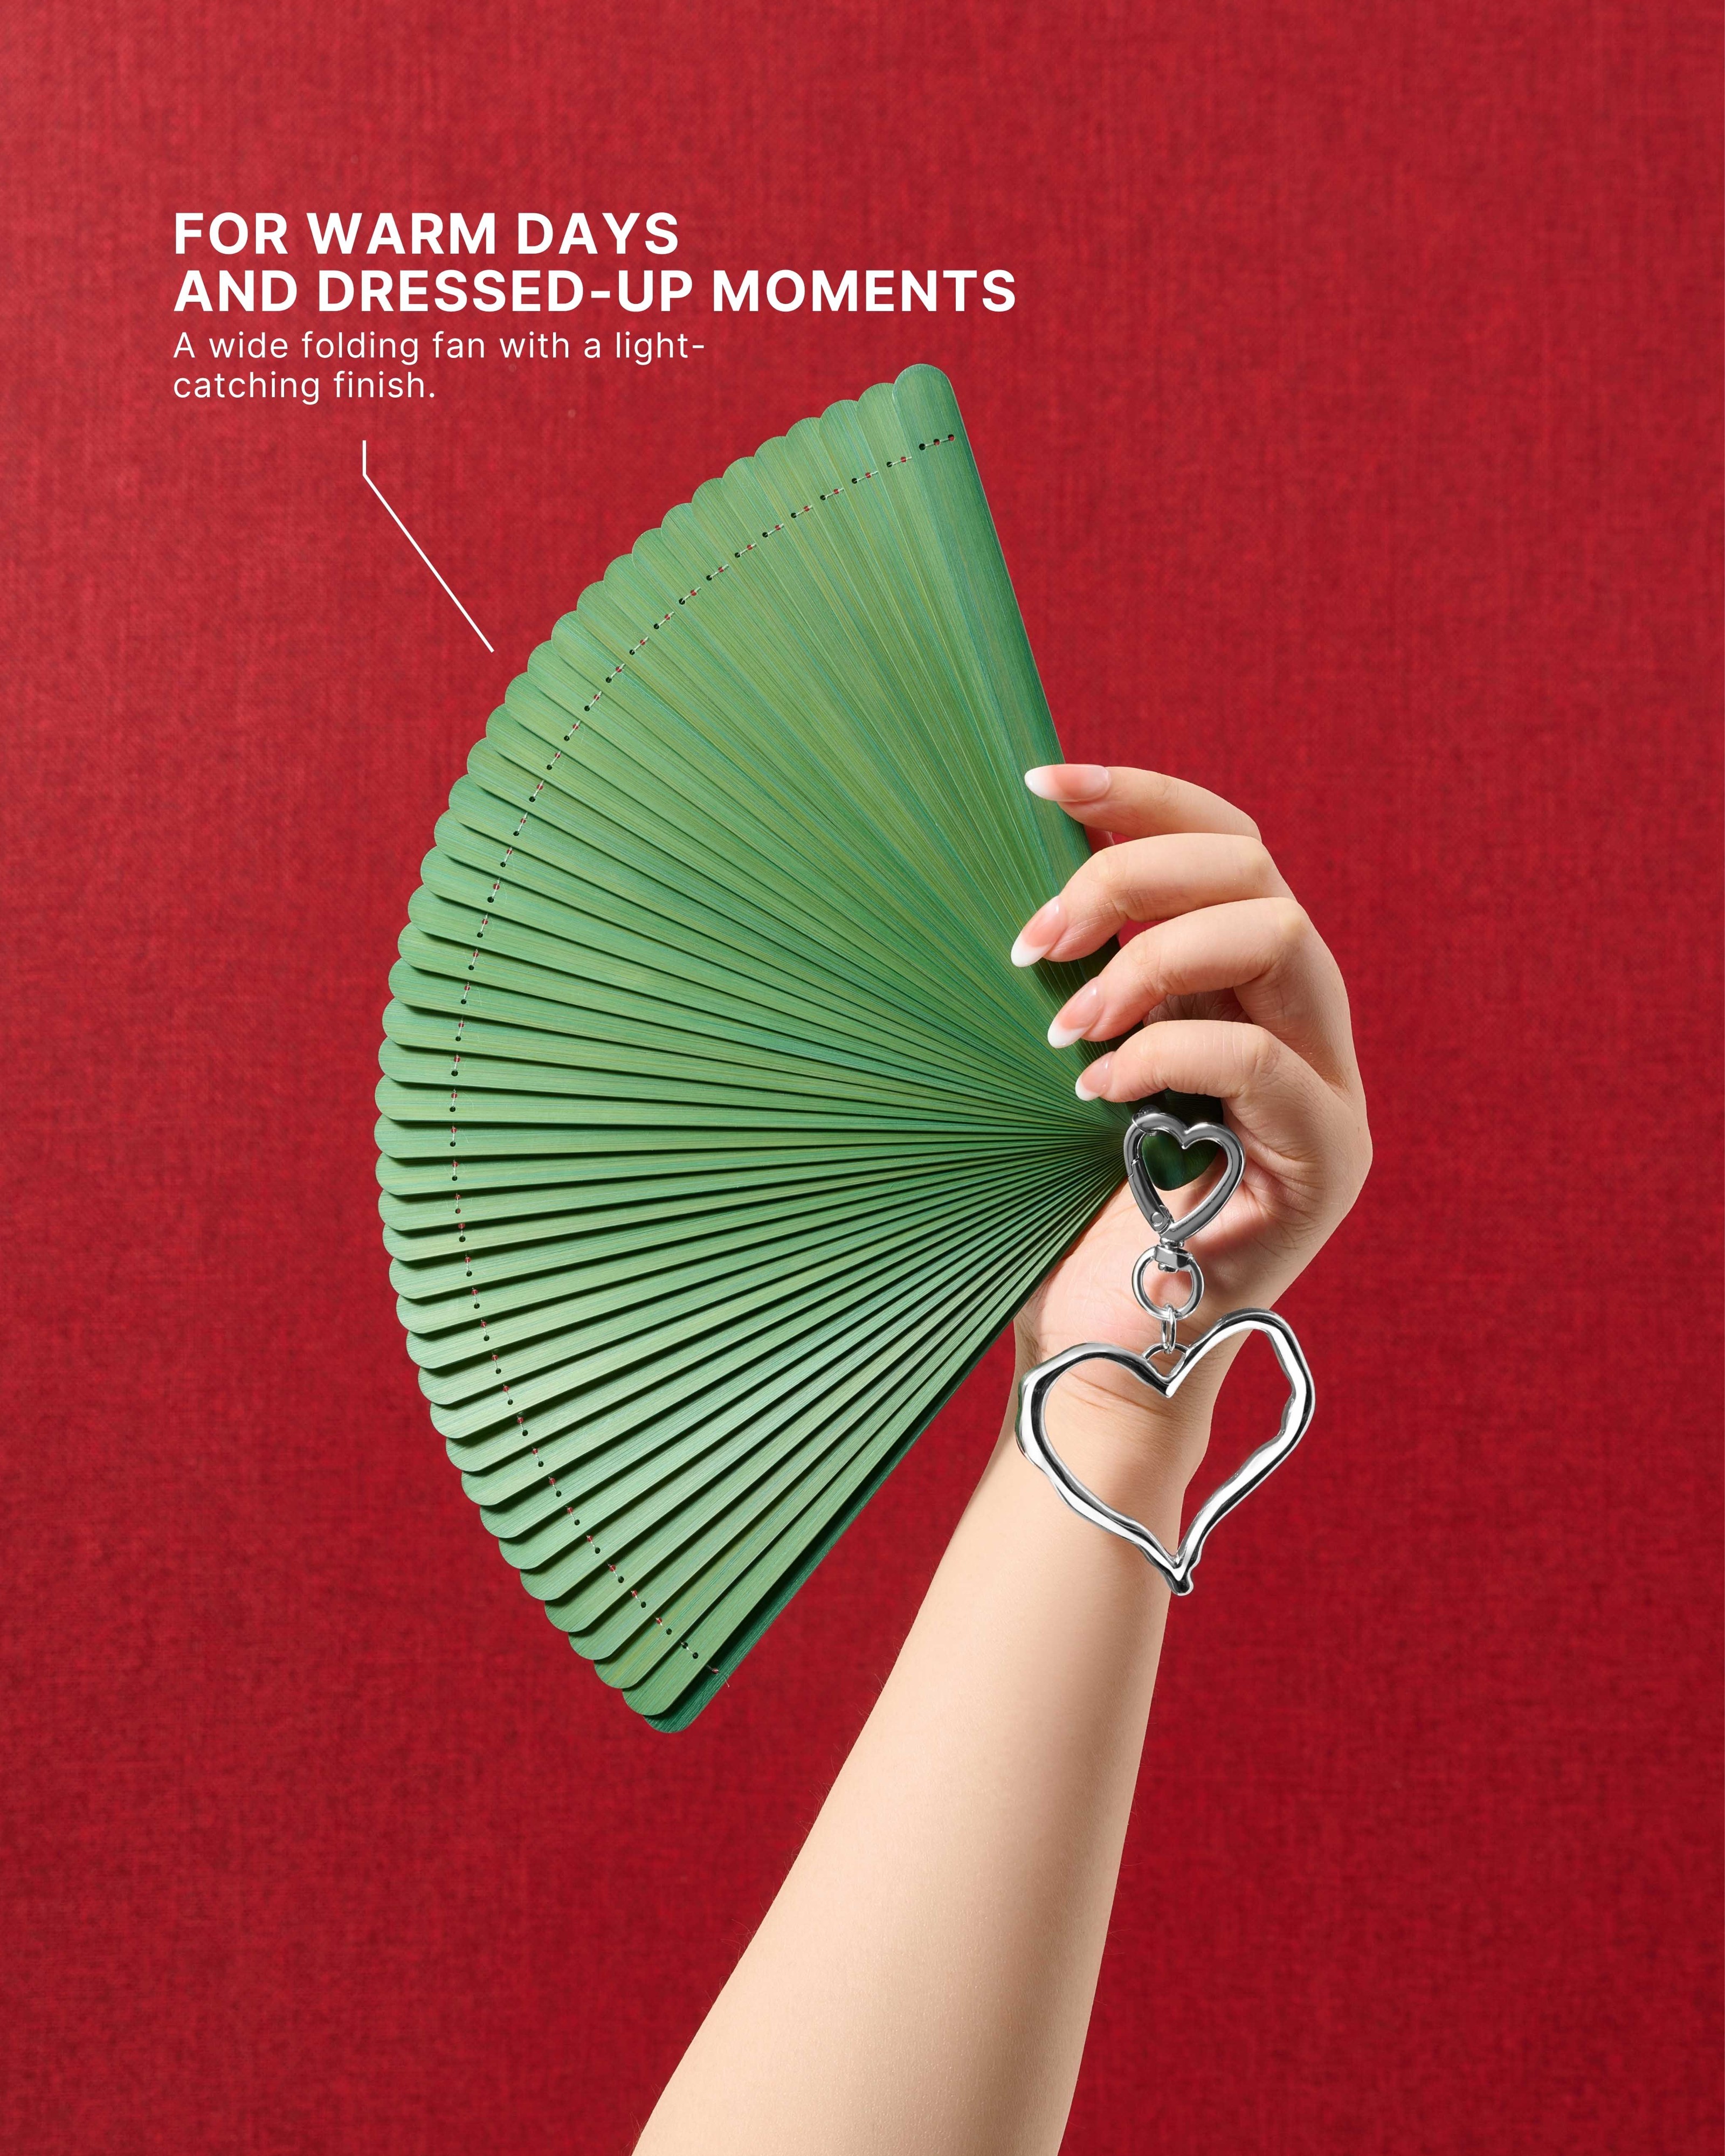 FOR WARM DAYS
AND DRESSED-UP MOMENTS
A wide folding fan with a light-
catching finish.